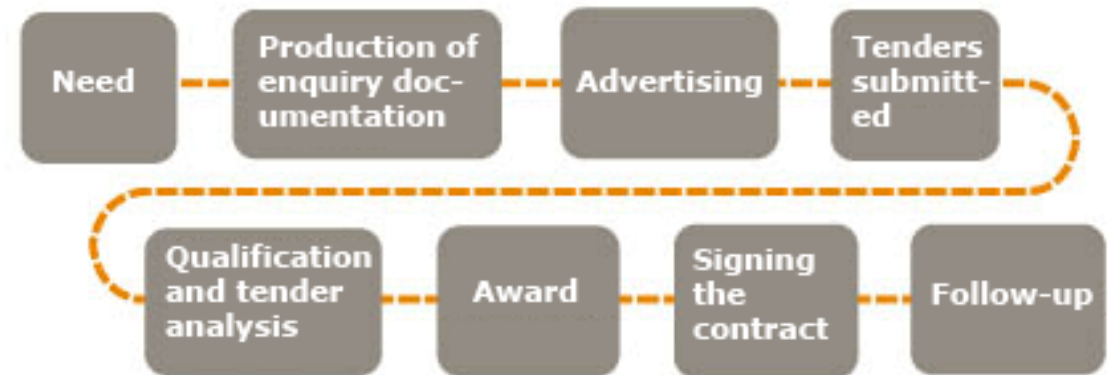 Need
Production of
enquiry doc-
umentation
Advertising
Tenders
submitt-
ed
Qualification
and tender
analysis
Award
Signing
the
contract
Follow-up